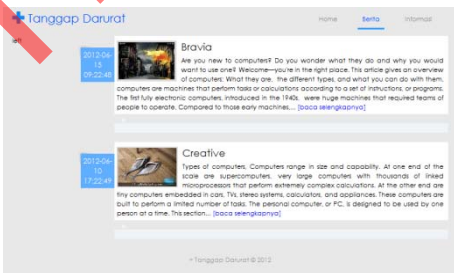 Tanggap Darurat
Home Berita Informasi
left
2012-06-
15
09:22:48
Bravia
Are you new to computers? Do you wonder what they do and why you would
want to use one? Welcome—you're in the right place. This article gives an overview
of computers: What they are, the different types, and what you can do with them.
computers are machines that perform tasks or calculations according to a set of instructions, or programs.
The first fully electronic computers, introduced in the 1940s, were huge machines that required teams of
people to operate. Compared to those early machines,... [baca selengkapnya]
2012-06-
10
17:22:49
Creative
Types of computers. Computers range in size and capability. At one end of the
scale are supercomputers, very large computers with thousands of linked
microprocessors that perform extremely complex calculations. At the other end are
tiny computers embedded in cars, TVs, stereo systems, calculators, and appliances. These computers are
built to perform a limited number of tasks. The personal computer, or PC, is designed to be used by one
person at a time. This section... [baca selengkapnya]
+ Tanggap Darurat © 2012